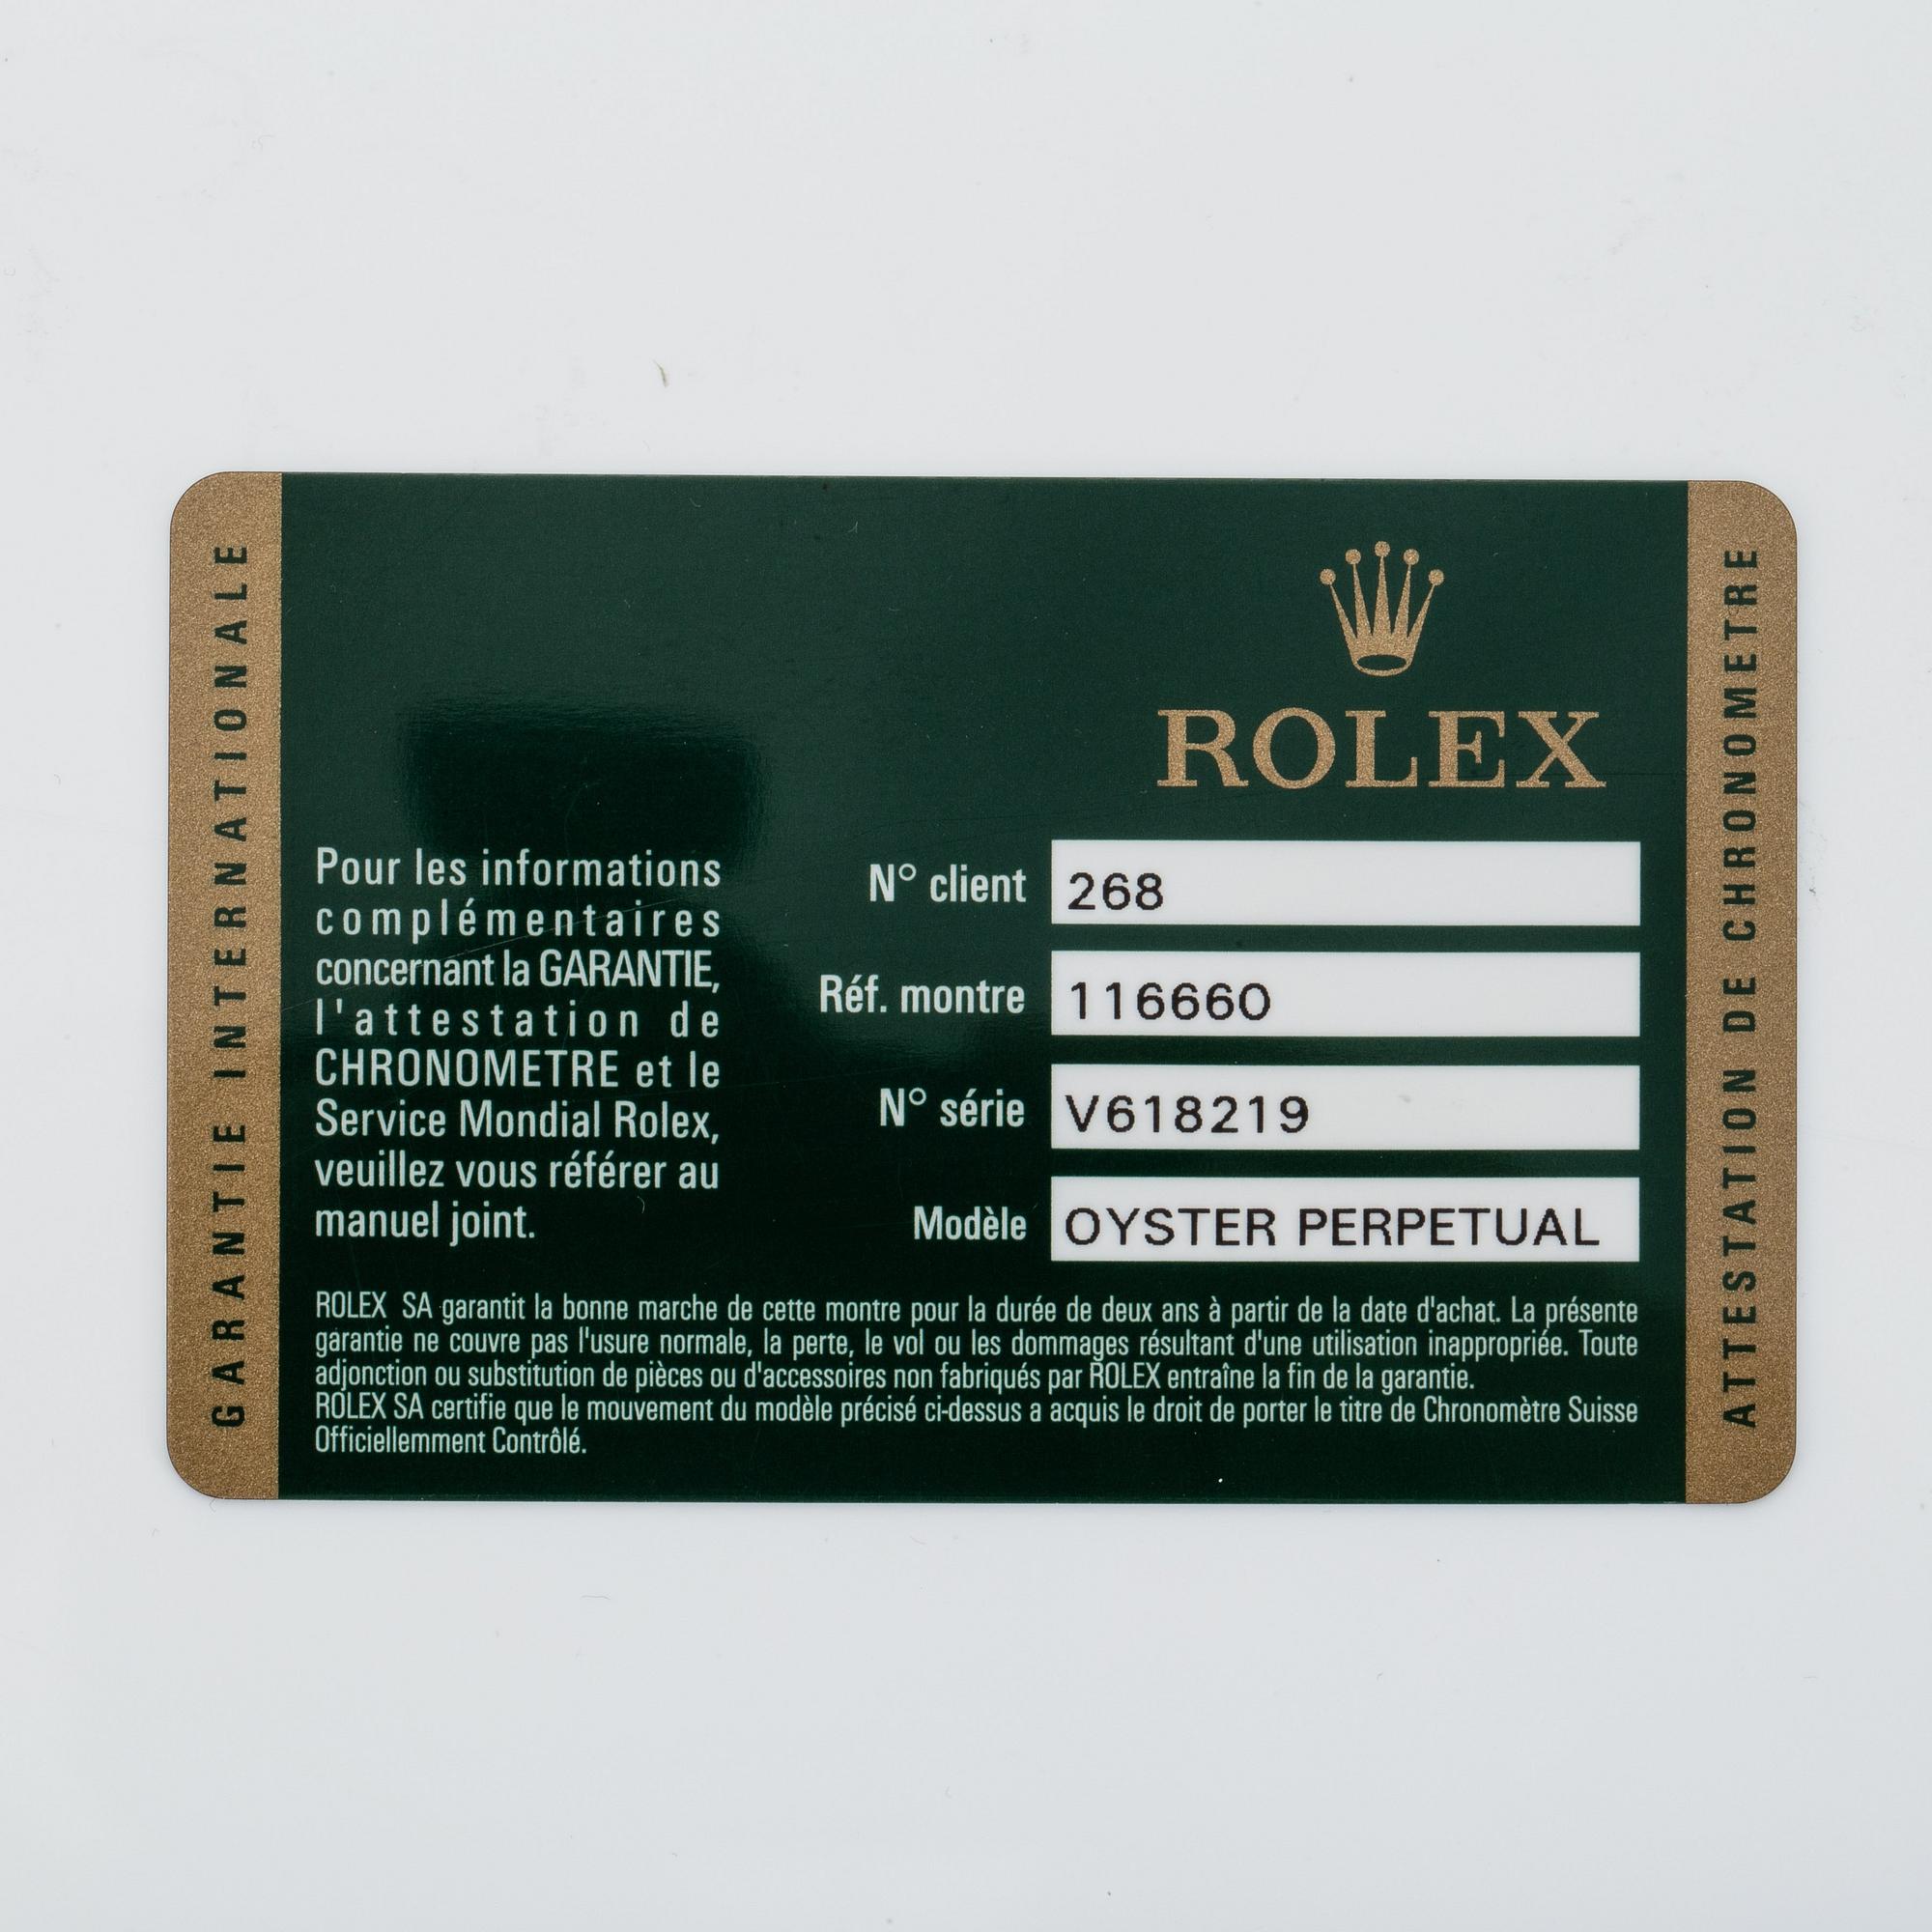 GARANTIE INTERNATIONALE
ROLEX
Pour les informations
complémentaires
concernant la GARANTIE,
l'attestation de
CHRONOMETRE et le
Service Mondial Rolex,
veuillez vous référer au
manuel joint.
N° client 268
Réf. montre 116660
N° série V618219
Modèle OYSTER PERPETUAL
ROLEX SA garantit la bonne marche de cette montre pour la durée de deux ans à partir de la date d'achat. La présente
garantie ne couvre pas l'usure normale, la perte, le vol ou les dommages résultant d'une utilisation inappropriée. Toute
adjonction ou substitution de pièces ou d'accessoires non fabriqués par ROLEX entraîne la fin de la garantie.
ROLEX SA certifie que le mouvement du modèle précisé ci-dessus a acquis le droit de porter le titre de Chronomètre Suisse
Officiellemment Contrôlé.
ATTESTATION DE CHRONOMETRE